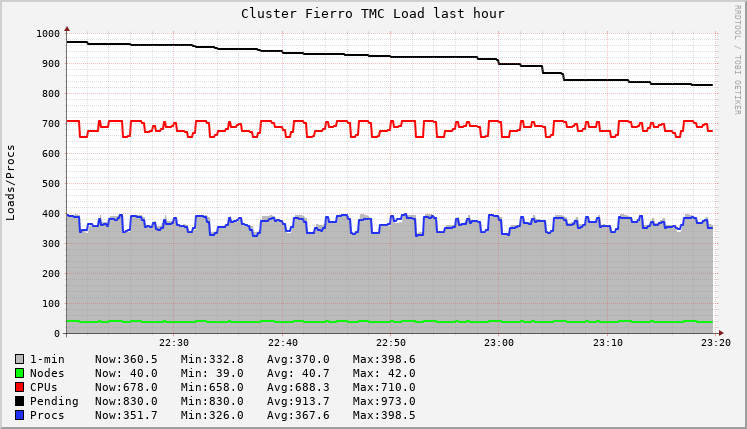 Cluster Fierro TMC Load last hour
RRDTOOL / TOBI OETIKER
Loads/Procs
1000
900
800
700
600
500
400
300
200
100
0
22:30 22:40 22:50 23:00 23:10 23:20
1-min Now:360.5 Min:332.8 Avg:370.0 Max:398.6
Nodes Now: 40.0 Min: 39.0 Avg: 40.7 Max: 42.0
CPUs Now:678.0 Min:658.0 Avg:688.3 Max:710.0
Pending Now:830.0 Min:830.0 Avg:913.7 Max:973.0
Procs Now:351.7 Min:326.0 Avg:367.6 Max:398.5